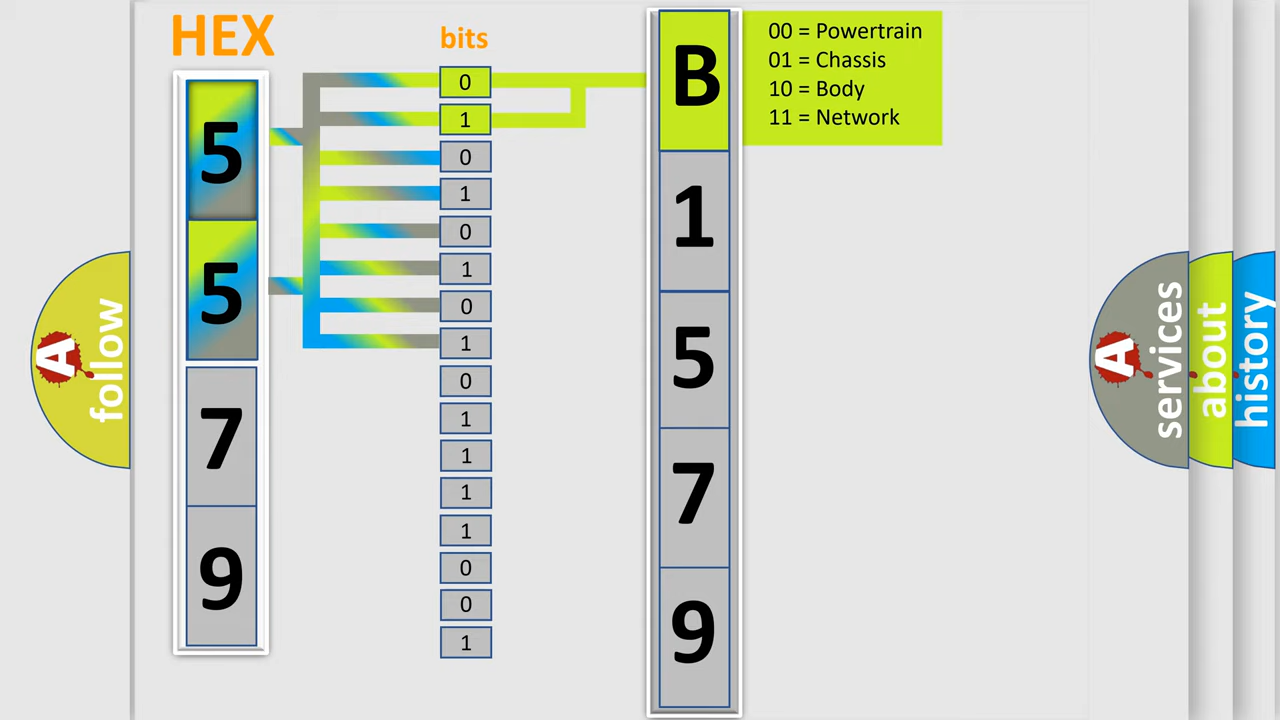 HEX
bits
5
5
7
9
0
1
0
1
0
1
0
1
0
1
1
1
1
0
0
1
B
1
5
7
9
00 = Powertrain
01 = Chassis
10 = Body
11 = Network
A
follow
A
services
about
history